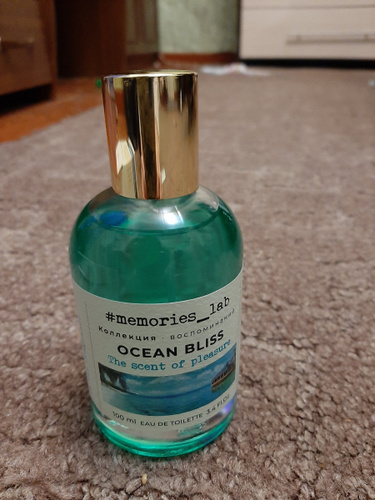 #memories_lab
Коллекция · воспоминаний
OCEAN BLISS
The scent of pleasure
100 ml EAU DE TOILETTE 3.4 Fl.Oz